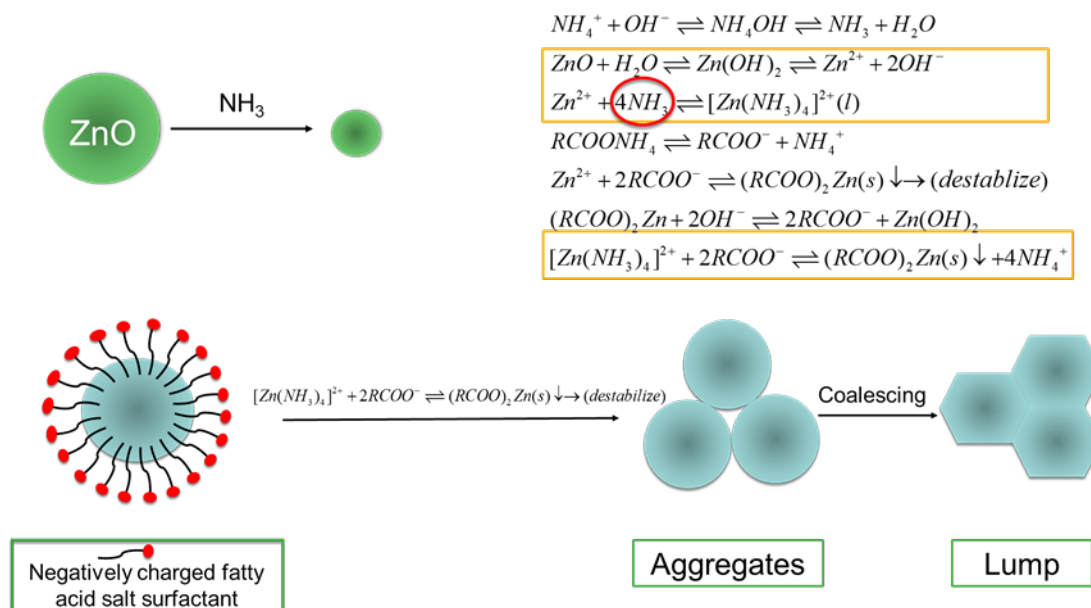 NH₄⁺ + OH⁻ ⇌ NH₄OH ⇌ NH₃ + H₂O
ZnO + H₂O ⇌ Zn(OH)₂ ⇌ Zn²⁺ + 2OH⁻
Zn²⁺ + 4NH₃ ⇌ [Zn(NH₃)₄]²⁺(l)
RCOONH₄ ⇌ RCOO⁻ + NH₄⁺
Zn²⁺ + 2RCOO⁻ ⇌ (RCOO)₂Zn(s) ↓→ (destablize)
(RCOO)₂Zn + 2OH⁻ ⇌ 2RCOO⁻ + Zn(OH)₂
[Zn(NH₃)₄]²⁺ + 2RCOO⁻ ⇌ (RCOO)₂Zn(s) ↓ +4NH₄⁺
ZnO
NH₃
[Zn(NH₃)₄]²⁺ + 2RCOO⁻ ⇌ (RCOO)₂Zn(s) ↓→ (destabilize)
Coalescing
Negatively charged fatty
acid salt surfactant
Aggregates
Lump